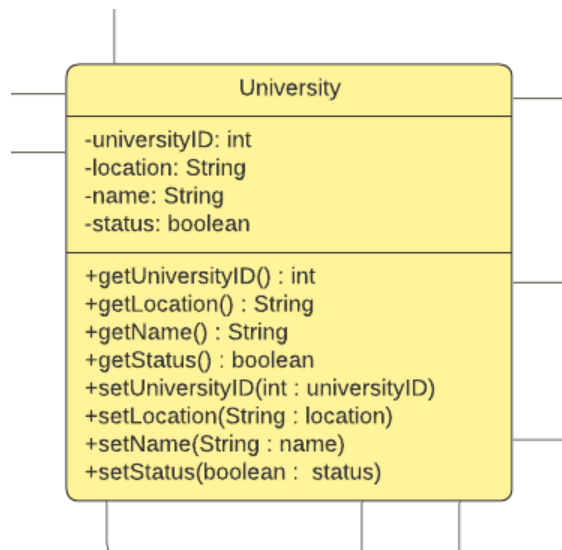 University
-universityID: int
-location: String
-name: String
-status: boolean
+getUniversityID() : int
+getLocation() : String
+getName() : String
+getStatus() : boolean
+setUniversityID(int : universityID)
+setLocation(String : location)
+setName(String : name)
+setStatus(boolean :  status)